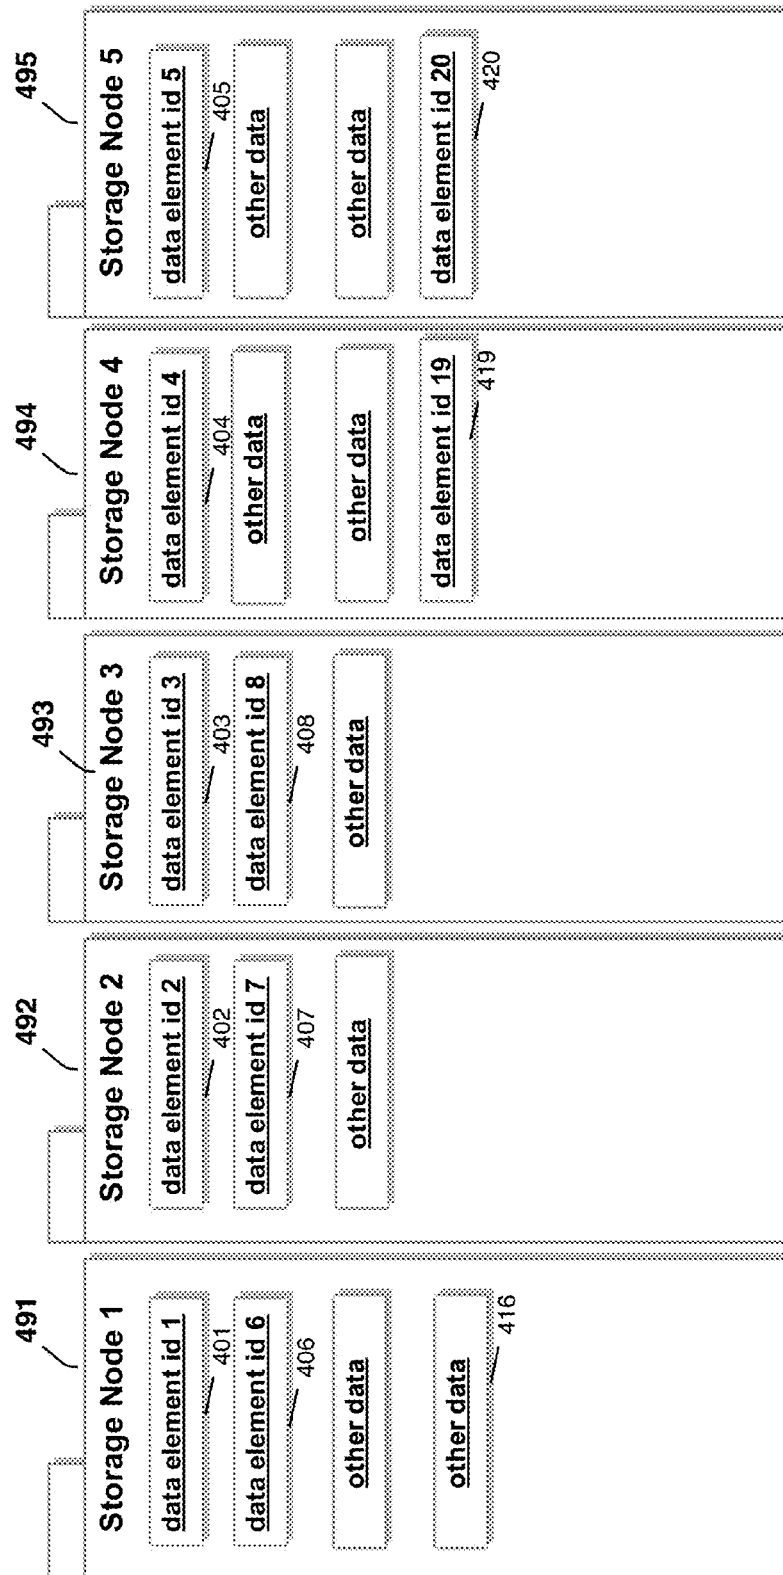 491
Storage Node 1
data element id 1
401
data element id 6
406
other data
other data
416
492
Storage Node 2
data element id 2
402
data element id 7
407
other data
493
Storage Node 3
data element id 3
403
data element id 8
408
other data
494
Storage Node 4
data element id 4
404
other data
other data
data element id 19
419
495
Storage Node 5
data element id 5
405
other data
other data
data element id 20
420